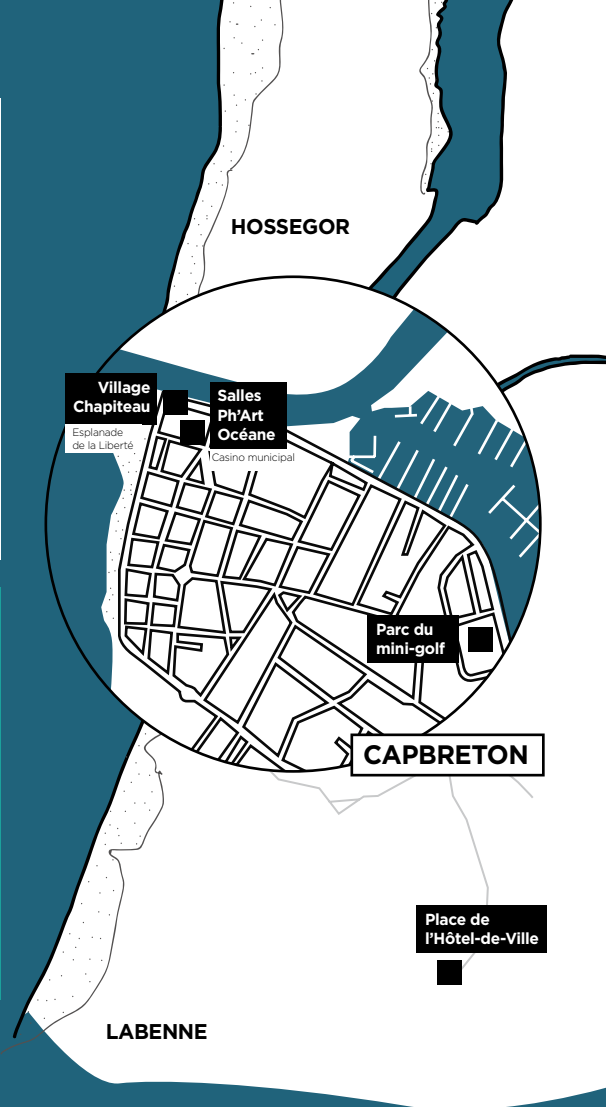 HOSSEGOR
Village
Chapiteau
Esplanade
de la Liberté
Salles
Ph'Art
Océane
Casino municipal
Parc du
mini-golf
CAPBRETON
Place de
l'Hôtel-de-Ville
LABENNE